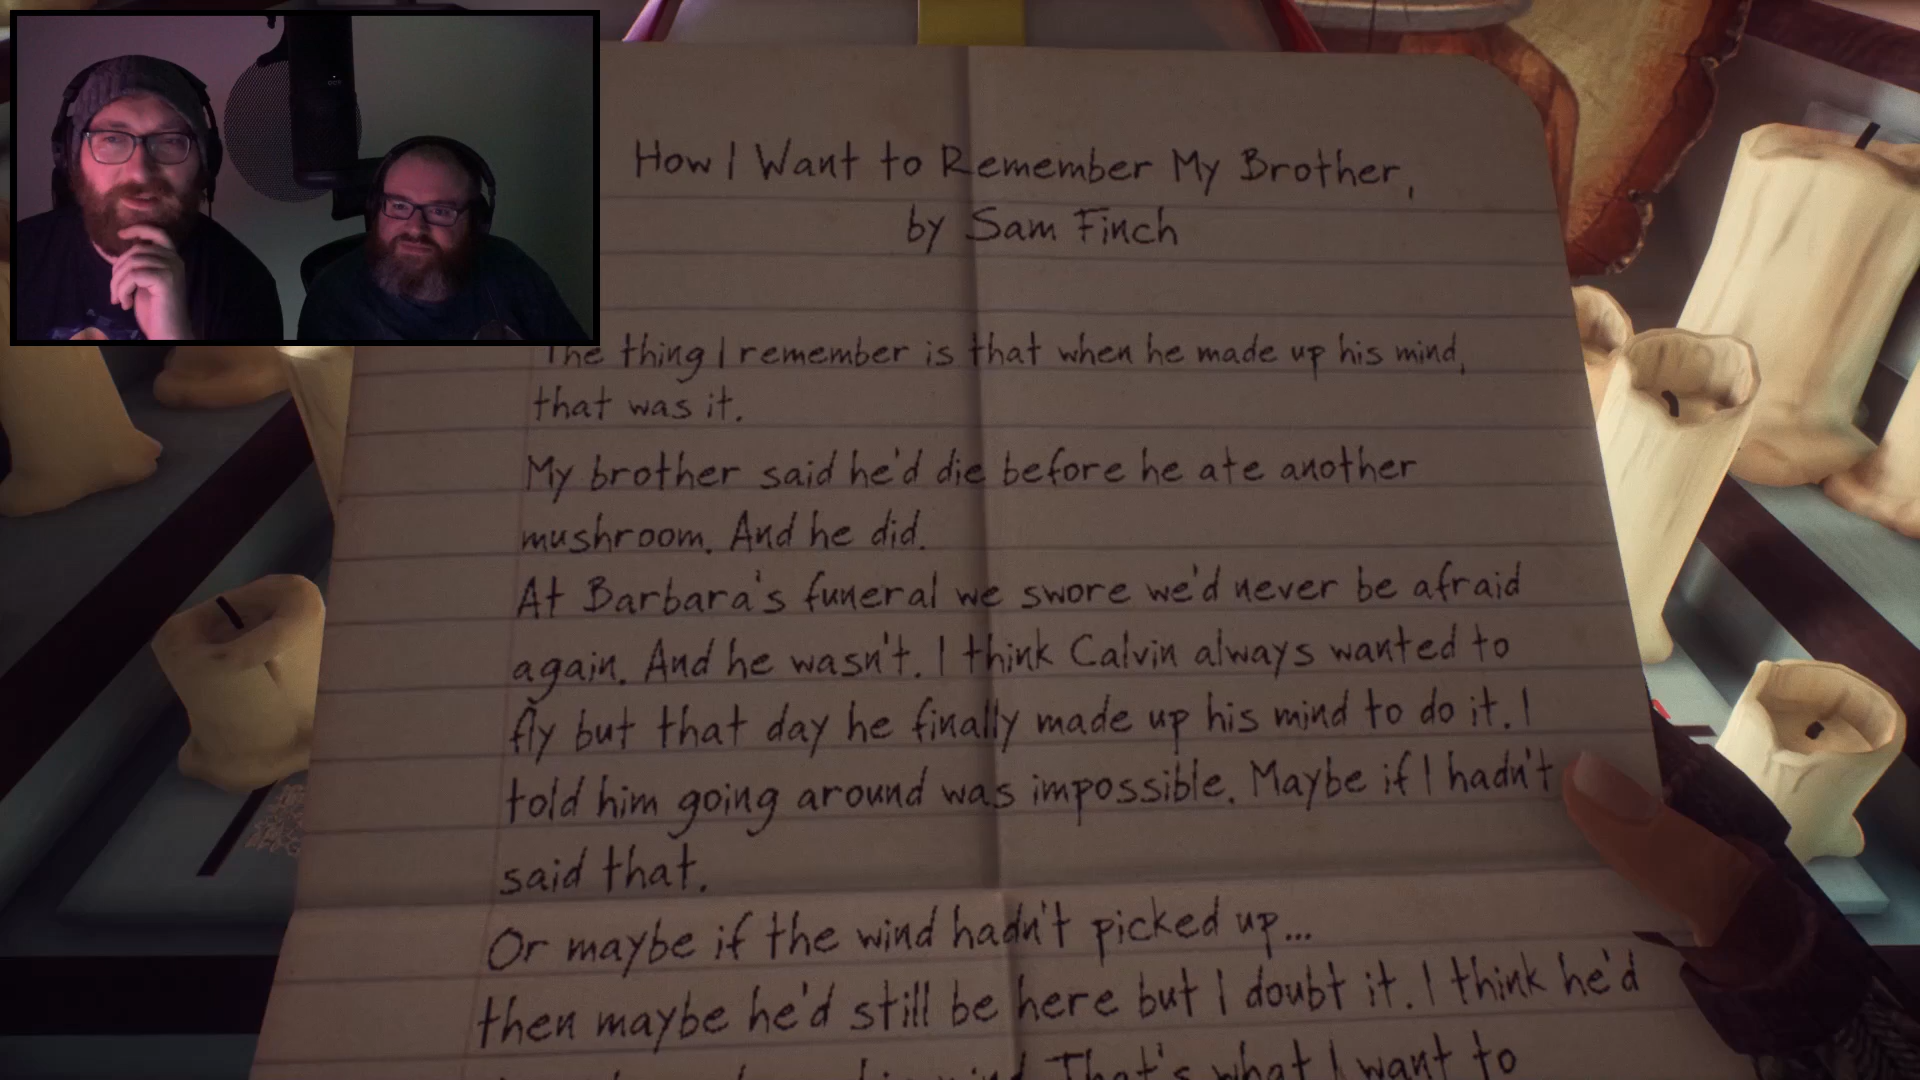 How I Want to Remember My Brother,
by Sam Finch
The thing I remember is that when he made up his mind,
that was it.
My brother said he'd die before he ate another
mushroom. And he did.
At Barbara's funeral we swore we'd never be afraid
again. And he wasn't. I think Calvin always wanted to
fly but that day he finally made up his mind to do it. I
told him going around was impossible. Maybe if I hadn't
said that.
Or maybe if the wind hadn't picked up...
then maybe he'd still be here but I doubt it. I think he'd
mind. That's what I want to